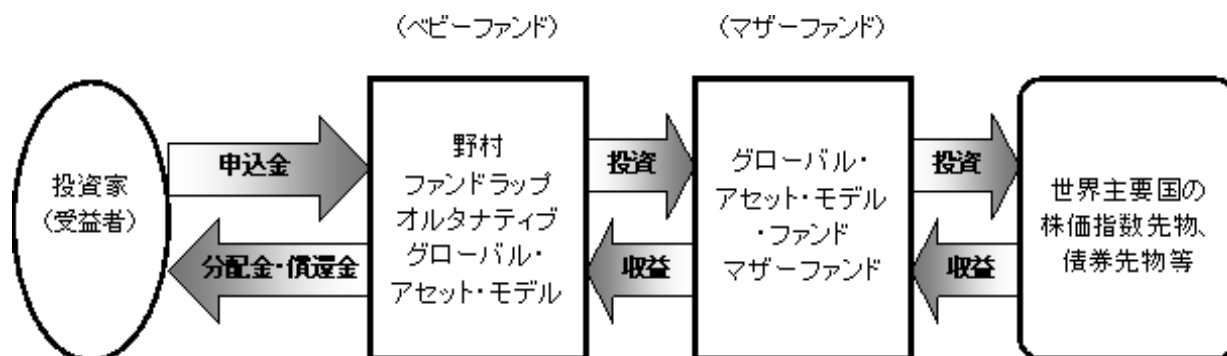 （ベビーファンド）
（マザーファンド）
投資家
（受益者）
申込金
分配金・償還金
野村
ファンドラップ
オルタナティブ
グローバル・
アセット・モデル
投資
収益
グローバル・
アセット・モデル
・ファンド
マザーファンド
投資
収益
世界主要国の
株価指数先物、
債券先物等